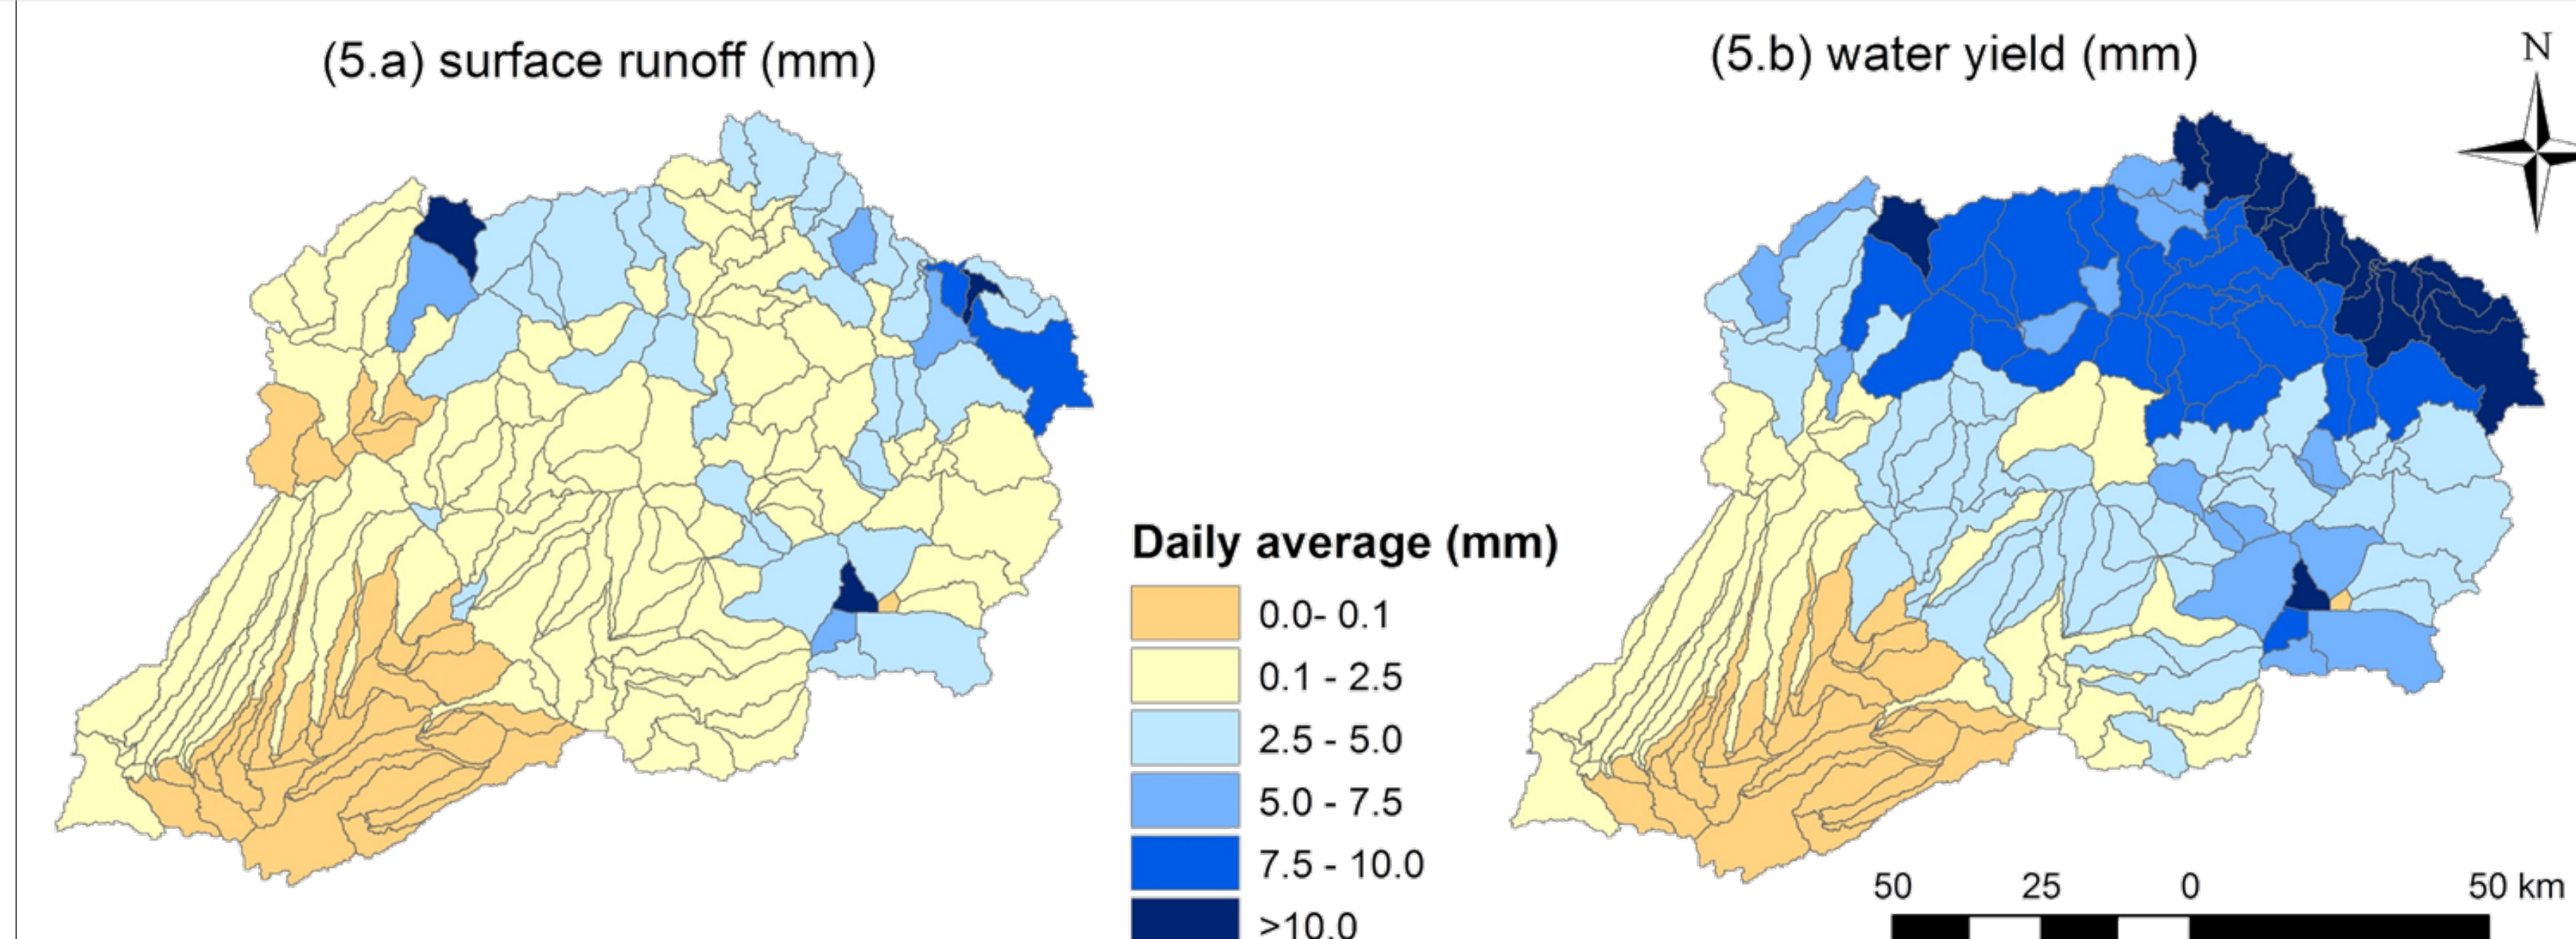 (5.a) surface runoff (mm)
(5.b) water yield (mm)
N
Daily average (mm)
0.0- 0.1
0.1 - 2.5
2.5 - 5.0
5.0 - 7.5
7.5 - 10.0
>10.0
50 25 0 50 km